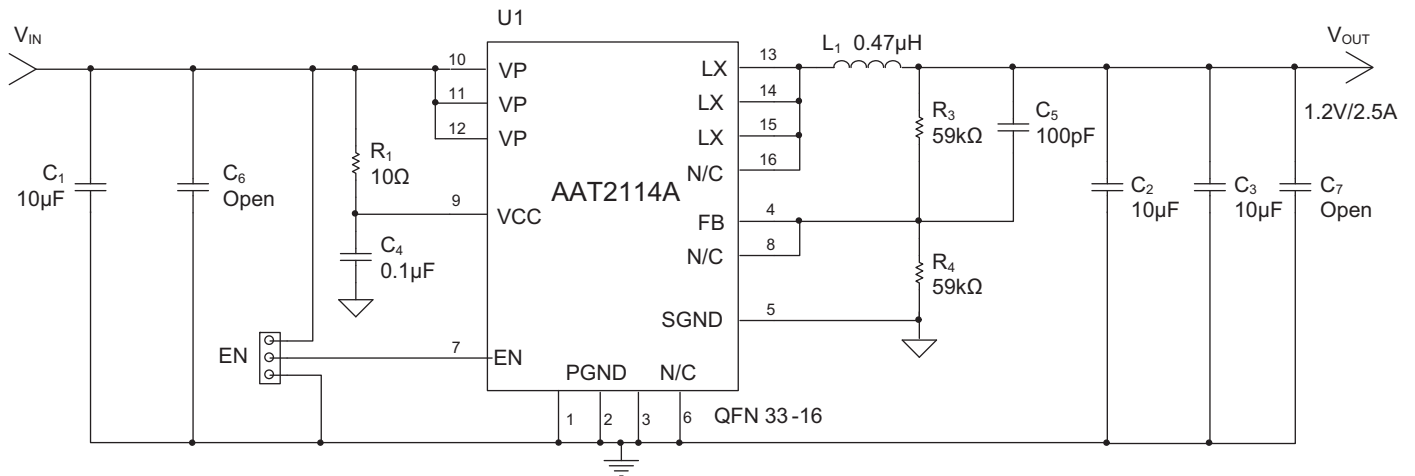 U1
V_IN
V_OUT
10
VP
11
VP
12
VP
13
LX
14
LX
15
LX
16
N/C
L1 0.47µH
R3
59kΩ
C5
100pF
1.2V/2.5A
R1
10Ω
C1
10µF
C6
Open
AAT2114A
9
VCC
4
FB
8
N/C
C2
10µF
C3
10µF
C7
Open
C4
0.1µF
R4
59kΩ
5
SGND
EN
7
EN
PGND
N/C
1
2
3
6
QFN 33-16